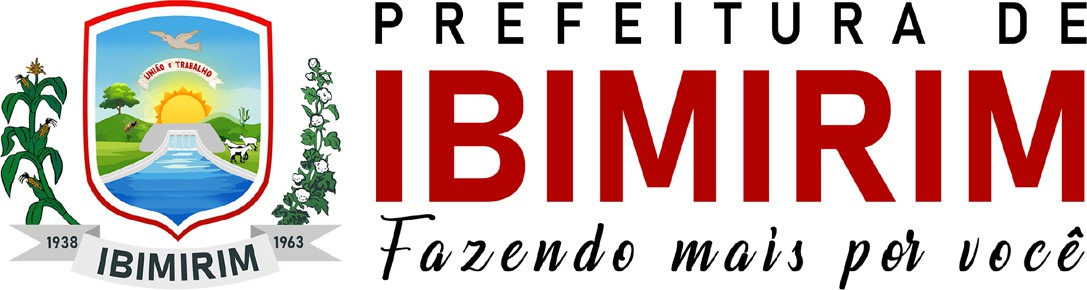 UNIÃO E TRABALHO
1938
IBIMIRIM
1963
PREFEITURA DE
IBIMIRIM
Fazendo mais por você